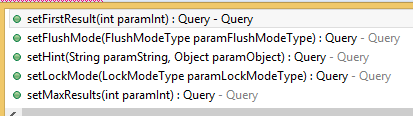 setFirstResult(int paramInt) : Query - Query
setFlushMode(FlushModeType paramFlushModeType) : Query - Query
setHint(String paramString, Object paramObject) : Query - Query
setLockMode(LockModeType paramLockModeType) : Query - Query
setMaxResults(int paramInt) : Query - Query